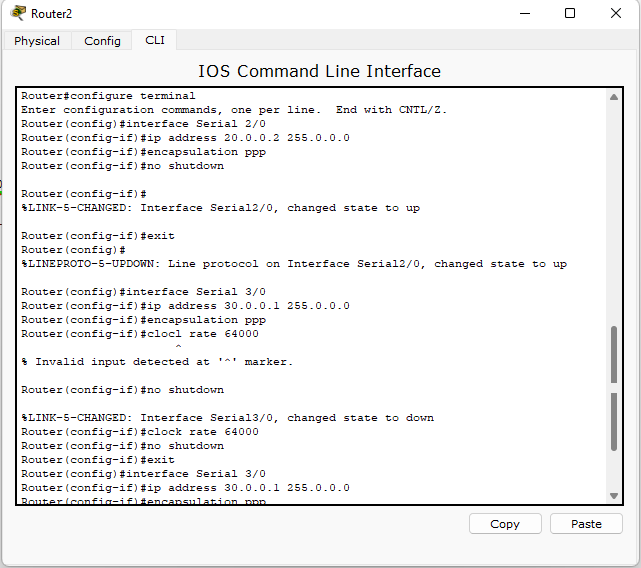 Router2
Physical Config CLI
IOS Command Line Interface
Router#configure terminal
Enter configuration commands, one per line.  End with CNTL/Z.
Router(config)#interface Serial 2/0
Router(config-if)#ip address 20.0.0.2 255.0.0.0
Router(config-if)#encapsulation ppp
Router(config-if)#no shutdown
Router(config-if)#
%LINK-5-CHANGED: Interface Serial2/0, changed state to up
Router(config-if)#exit
Router(config)#
%LINEPROTO-5-UPDOWN: Line protocol on Interface Serial2/0, changed state to up
Router(config)#interface Serial 3/0
Router(config-if)#ip address 30.0.0.1 255.0.0.0
Router(config-if)#encapsulation ppp
Router(config-if)#clocl rate 64000
^
% Invalid input detected at '^' marker.
Router(config-if)#no shutdown
%LINK-5-CHANGED: Interface Serial3/0, changed state to down
Router(config-if)#clock rate 64000
Router(config-if)#no shutdown
Router(config-if)#exit
Router(config)#interface Serial 3/0
Router(config-if)#ip address 30.0.0.1 255.0.0.0
Router(config-if)#encapsulation ppp
Copy Paste